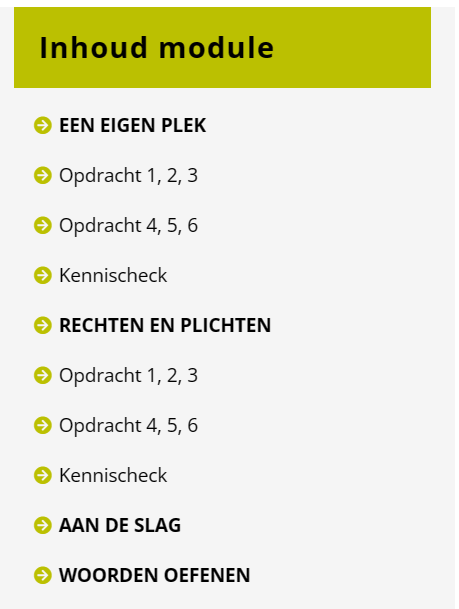 Inhoud module
EEN EIGEN PLEK
Opdracht 1, 2, 3
Opdracht 4, 5, 6
Kennischeck
RECHTEN EN PLICHTEN
Opdracht 1, 2, 3
Opdracht 4, 5, 6
Kennischeck
AAN DE SLAG
WOORDEN OEFENEN